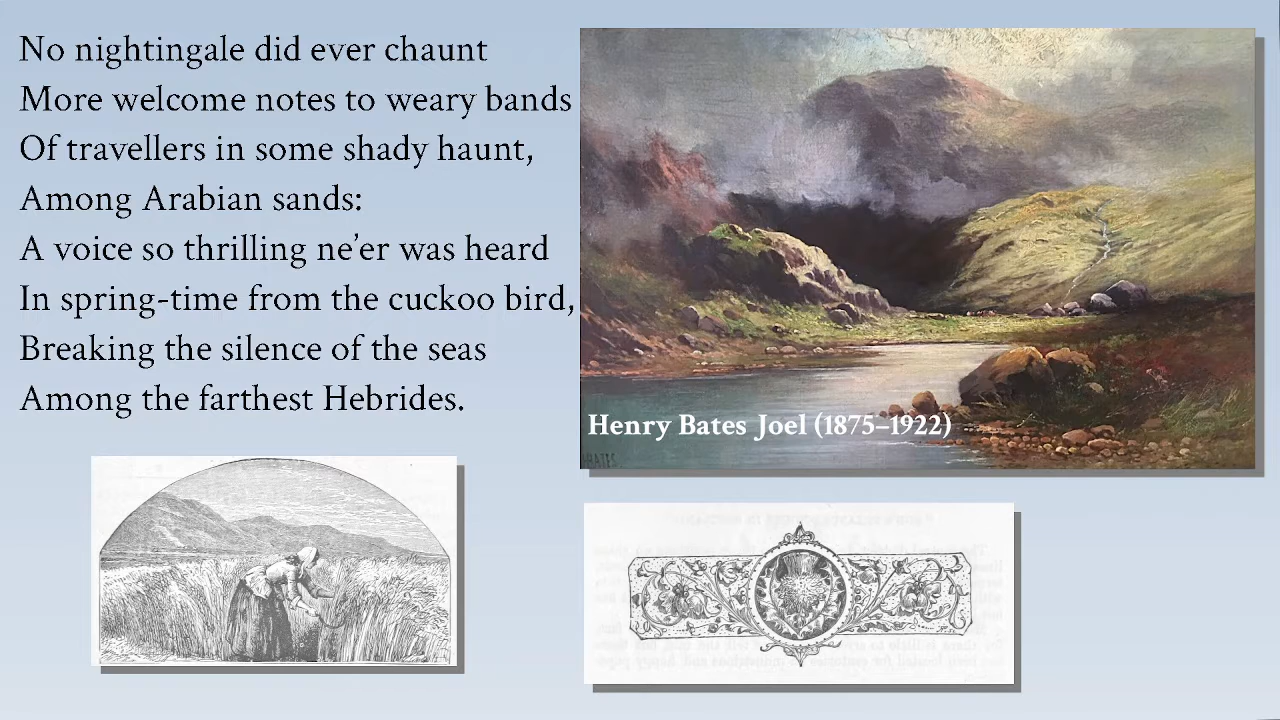 No nightingale did ever chaunt
More welcome notes to weary bands
Of travellers in some shady haunt,
Among Arabian sands:
A voice so thrilling ne’er was heard
In spring-time from the cuckoo bird,
Breaking the silence of the seas
Among the farthest Hebrides.
Henry Bates Joel (1875–1922)